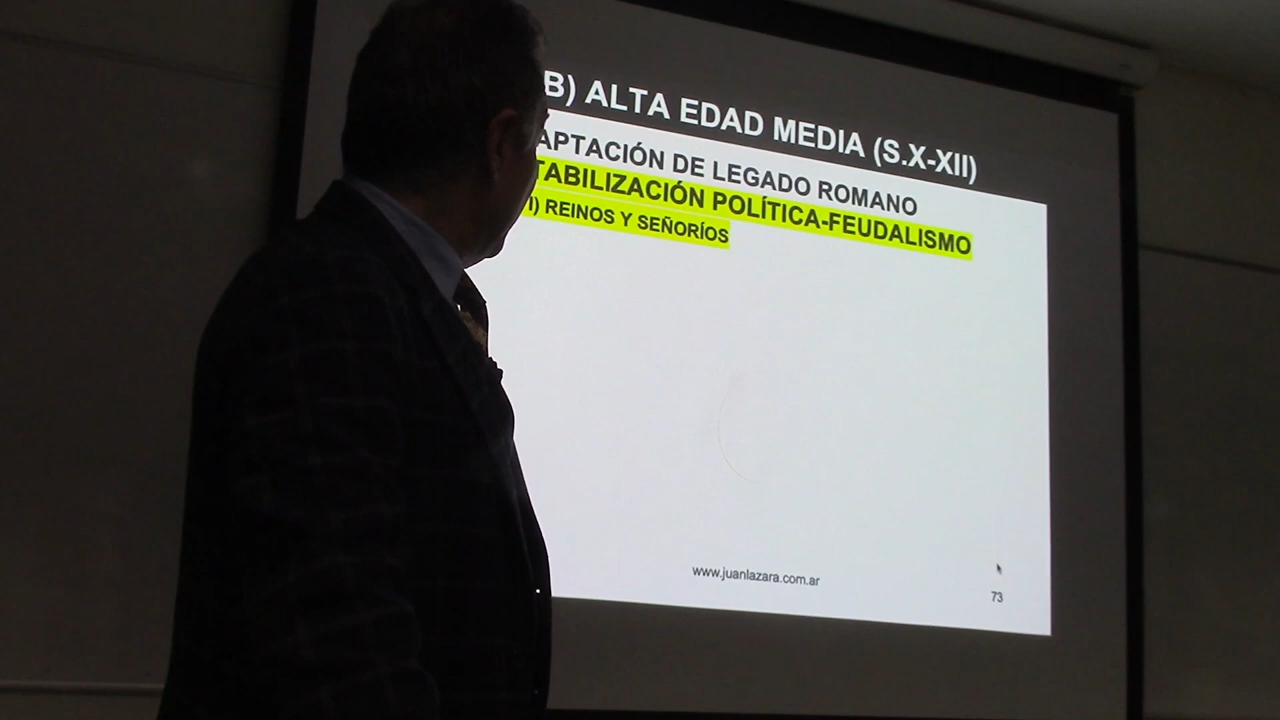 B) ALTA EDAD MEDIA (S.X-XII)
APTACIÓN DE LEGADO ROMANO
TABILIZACIÓN POLÍTICA-FEUDALISMO
I) REINOS Y SEÑORÍOS
www.juanlazara.com.ar
73